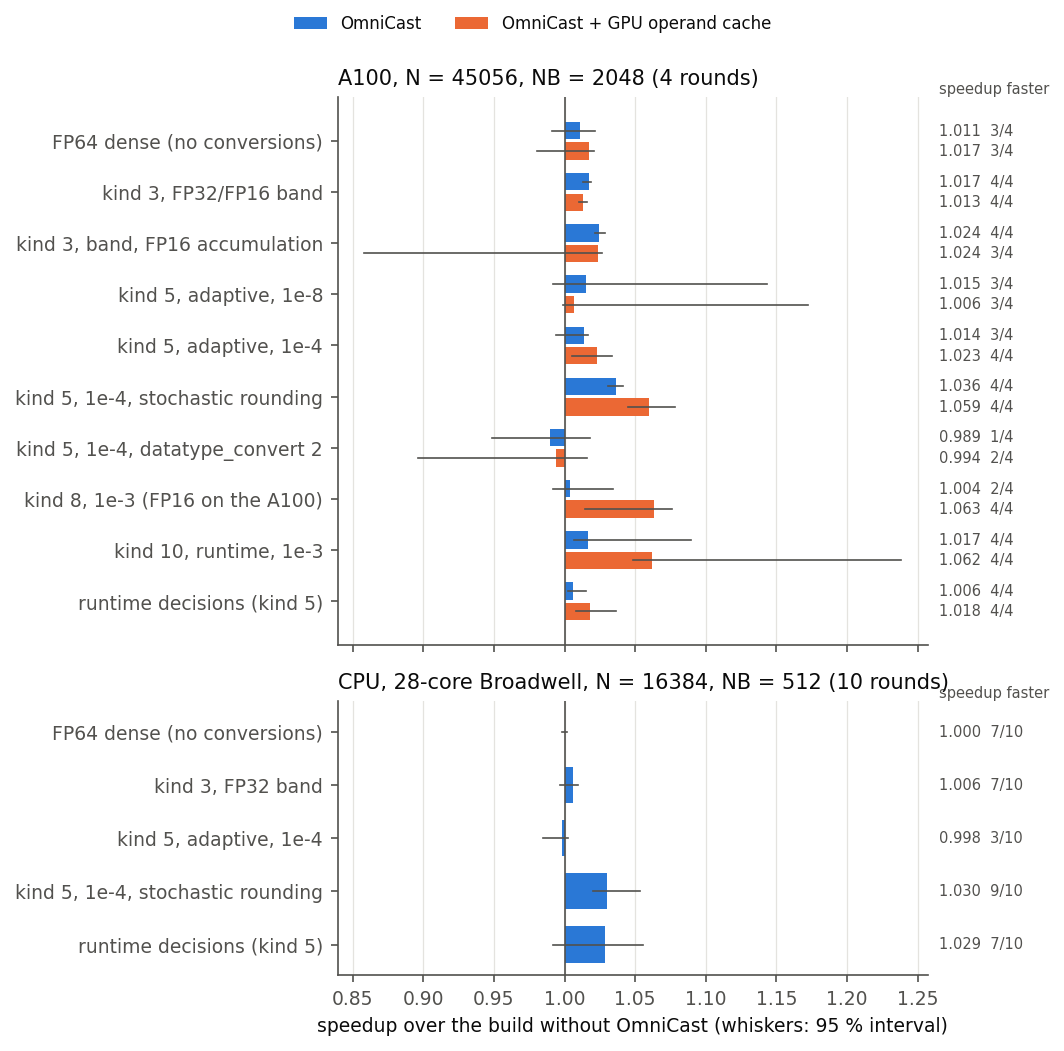 OmniCast OmniCast + GPU operand cache
A100, N = 45056, NB = 2048 (4 rounds)
speedup faster
FP64 dense (no conversions) 1.011 3/4
1.017 3/4
kind 3, FP32/FP16 band 1.017 4/4
1.013 4/4
kind 3, band, FP16 accumulation 1.024 4/4
1.024 3/4
kind 5, adaptive, 1e-8 1.015 3/4
1.006 3/4
kind 5, adaptive, 1e-4 1.014 3/4
1.023 4/4
kind 5, 1e-4, stochastic rounding 1.036 4/4
1.059 4/4
kind 5, 1e-4, datatype_convert 2 0.989 1/4
0.994 2/4
kind 8, 1e-3 (FP16 on the A100) 1.004 2/4
1.063 4/4
kind 10, runtime, 1e-3 1.017 4/4
1.062 4/4
runtime decisions (kind 5) 1.006 4/4
1.018 4/4
CPU, 28-core Broadwell, N = 16384, NB = 512 (10 rounds)
speedup faster
FP64 dense (no conversions) 1.000 7/10
kind 3, FP32 band 1.006 7/10
kind 5, adaptive, 1e-4 0.998 3/10
kind 5, 1e-4, stochastic rounding 1.030 9/10
runtime decisions (kind 5) 1.029 7/10
0.85 0.90 0.95 1.00 1.05 1.10 1.15 1.20 1.25
speedup over the build without OmniCast (whiskers: 95 % interval)